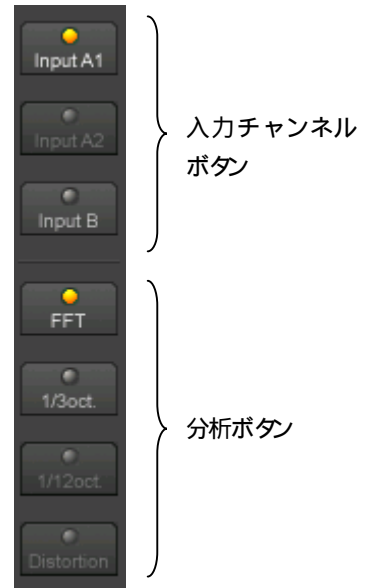 Input A1
Input A2
Input B
入力チャンネル
ボタン
FFT
1/3oct.
1/12oct.
Distortion
分析ボタン